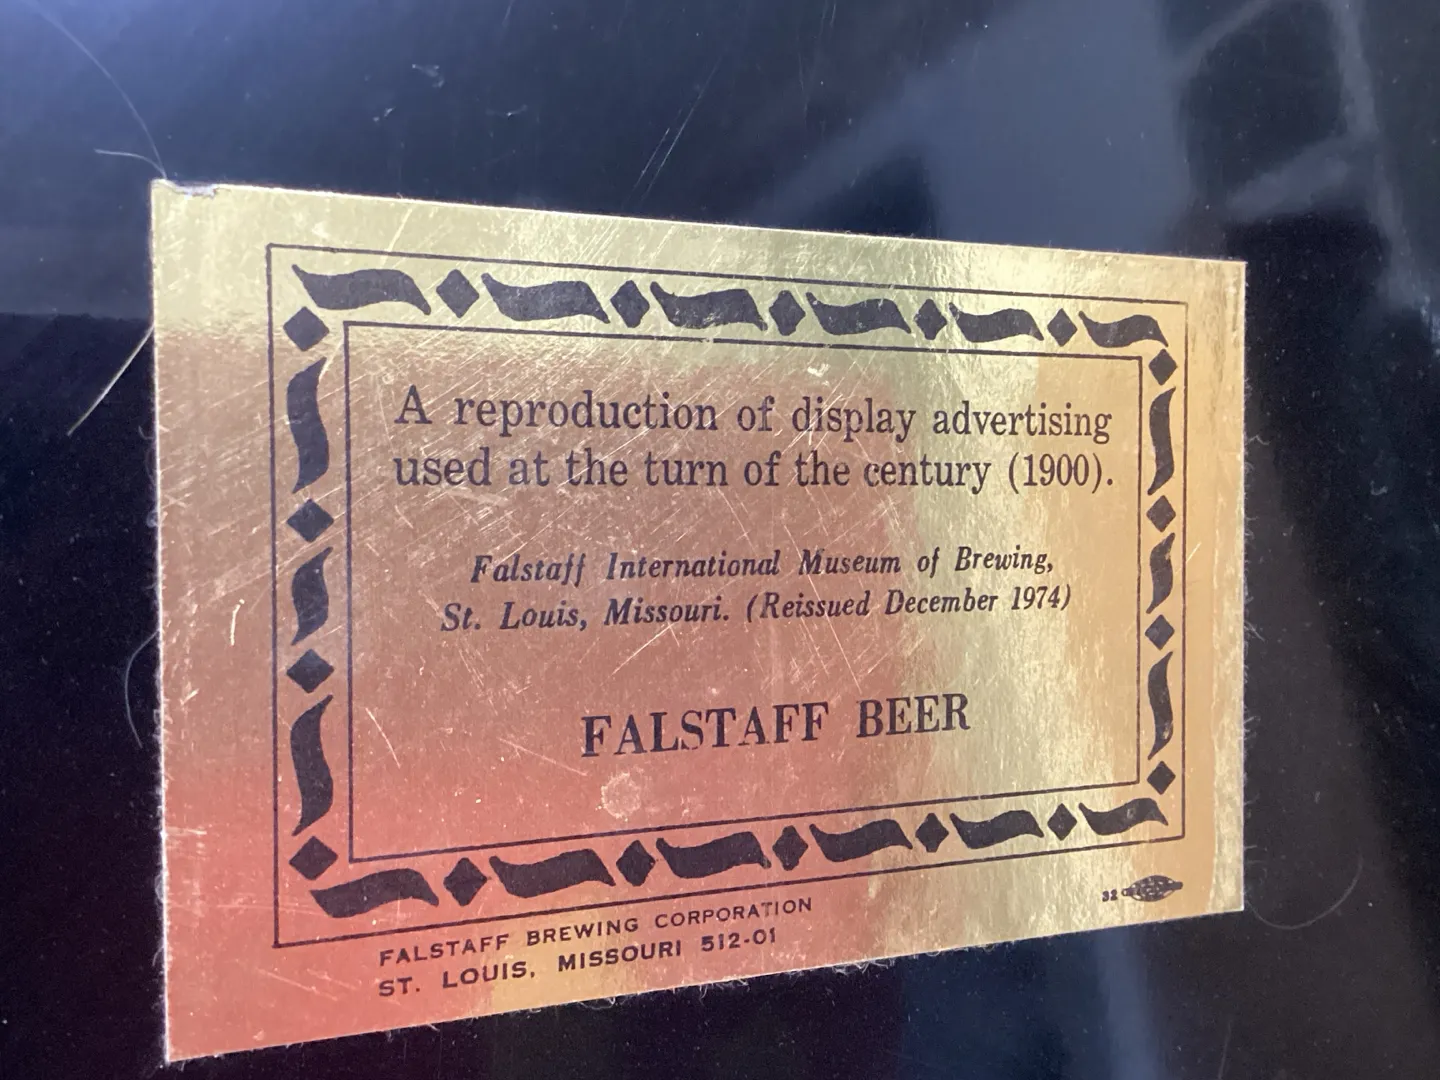 A reproduction of display advertising
used at the turn of the century (1900).
Falstaff International Museum of Brewing,
St. Louis, Missouri. (Reissued December 1974)
FALSTAFF BEER
FALSTAFF BREWING CORPORATION
ST. LOUIS, MISSOURI 512-01
32